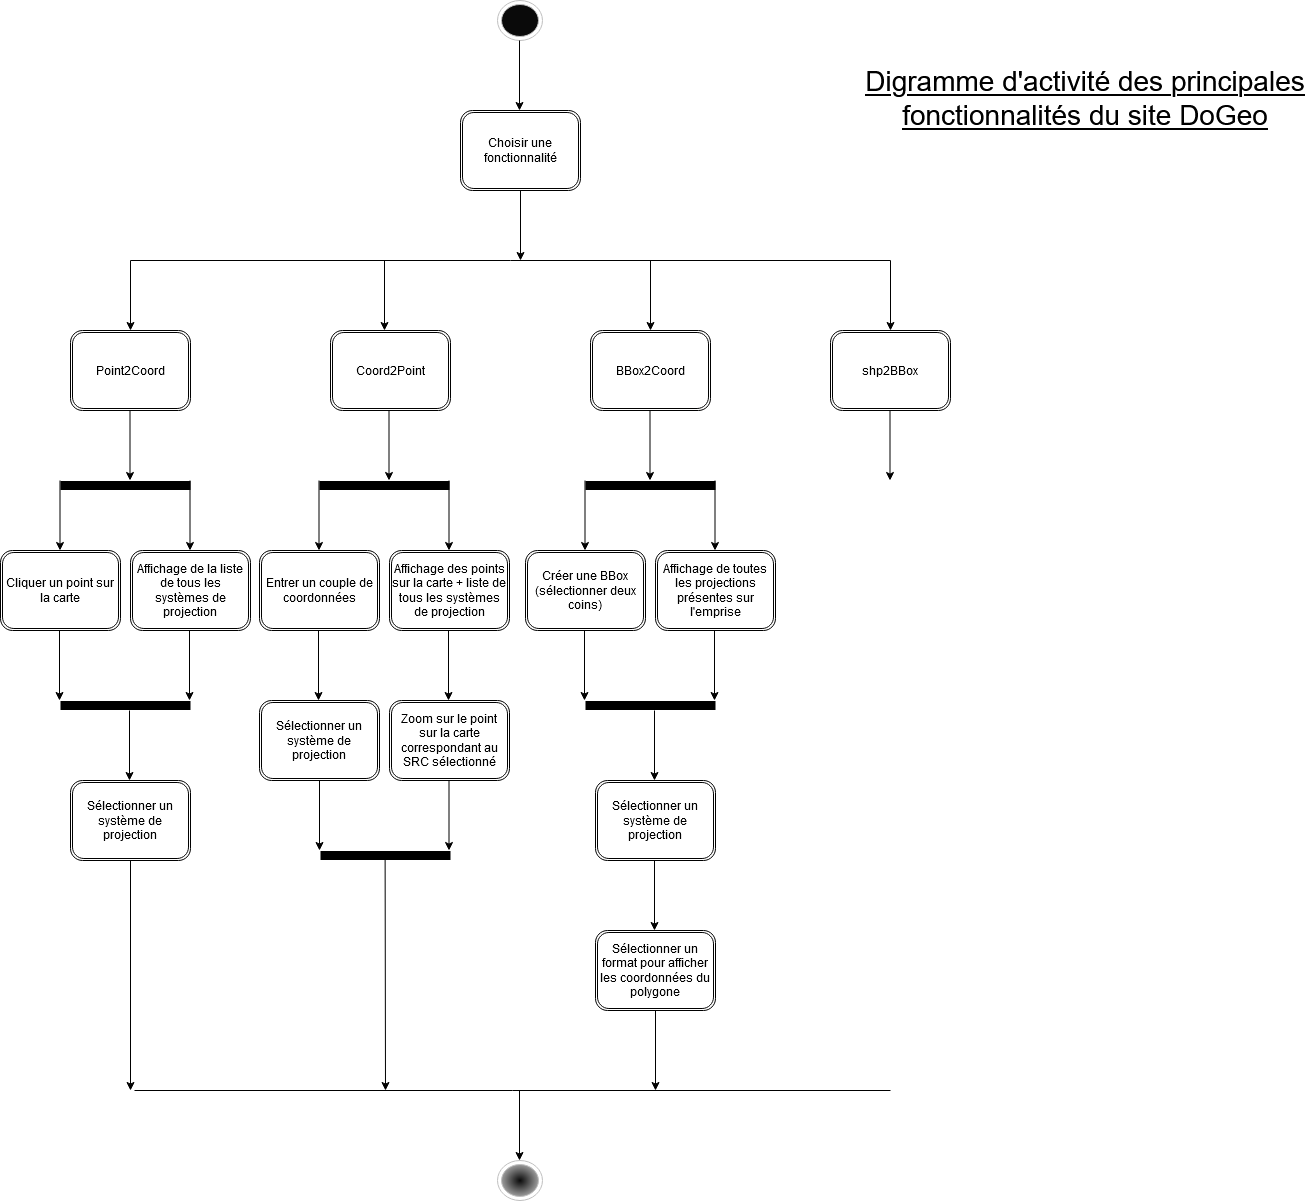 Digramme d'activité des principales
fonctionnalités du site DoGeo
Choisir une
fonctionnalité
Point2Coord
Coord2Point
BBox2Coord
shp2BBox
Cliquer un point sur
la carte
Affichage de la liste
de tous les
systèmes de
projection
Entrer un couple de
coordonnées
Affichage des points
sur la carte + liste de
tous les systèmes
de projection
Créer une BBox
(sélectionner deux
coins)
Affichage de toutes
les projections
présentes sur
l'emprise
Sélectionner un
système de
projection
Zoom sur le point
sur la carte
correspondant au
SRC sélectionné
Sélectionner un
système de
projection
Sélectionner un
système de
projection
Sélectionner un
format pour afficher
les coordonnées du
polygone